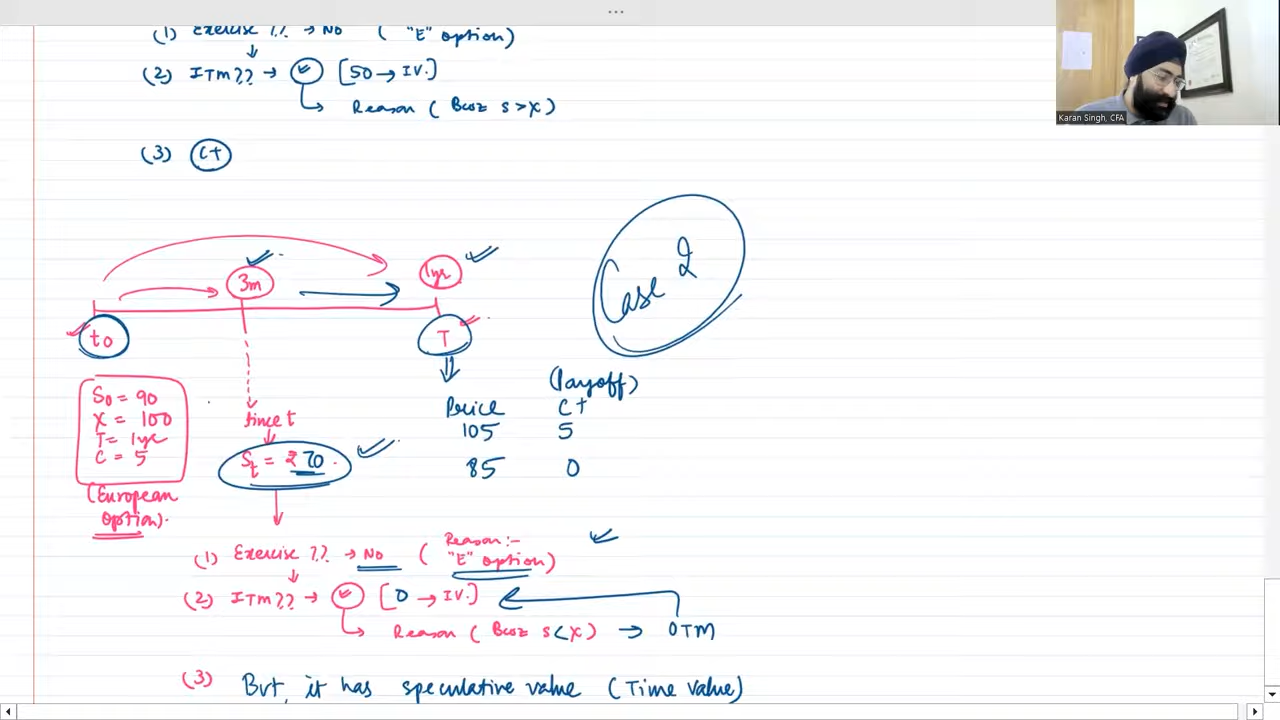 (1) Exercise ?? → No ( "E" option)
(2) ITM?? → [50 → IV.]
Reason ( Bcoz S > X )
(3) C+
Karan Singh, CFA
Case 2
3m
1yr
t0
T
S0 = 90
X = 100
T = 1yr
C = 5
(European option).
time t
St = ₹70
(Payoff)
Price C+
105 5
85 0
(1) Exercise ?? → No ( Reason :- "E" option)
(2) ITM?? → [0 → IV.]
Reason ( Bcoz S < X ) → OTM
(3) But, it has speculative value (Time value)